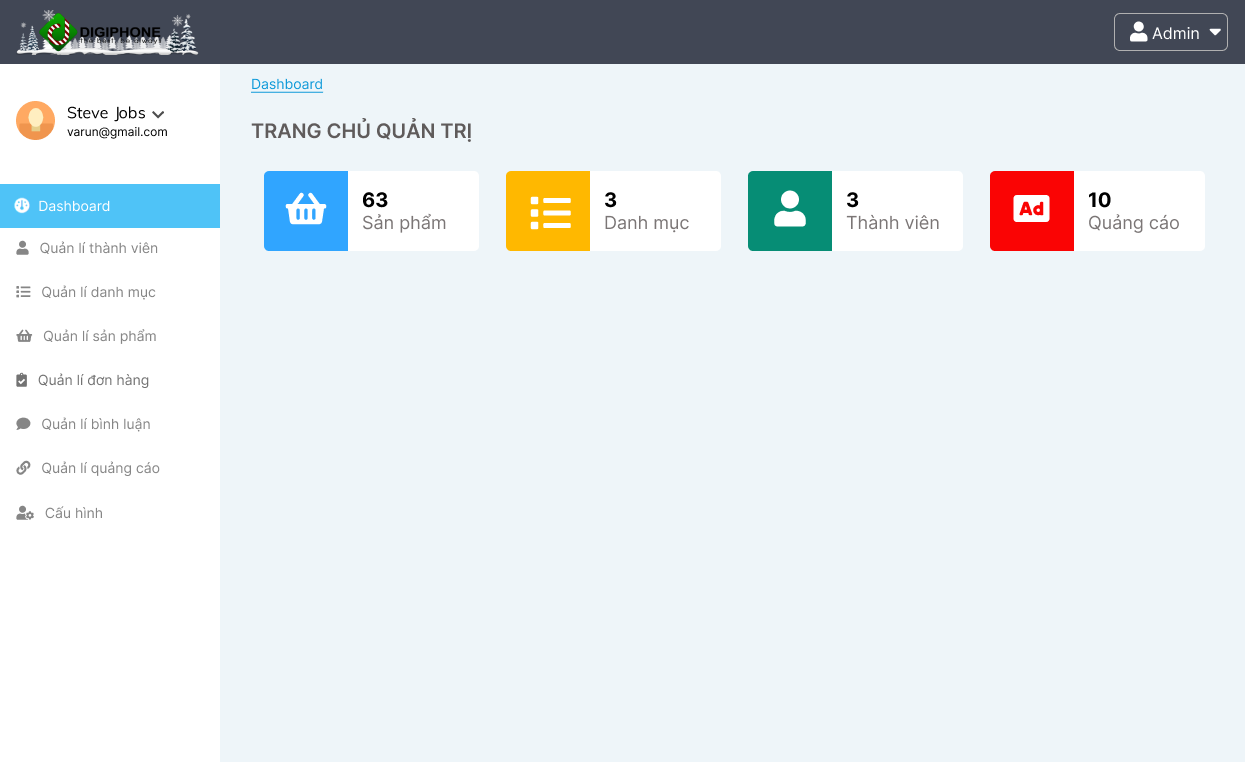 DIGIPHONE
Admin
Steve Jobs
varun@gmail.com
Dashboard
Quản lí thành viên
Quản lí danh mục
Quản lí sản phẩm
Quản lí đơn hàng
Quản lí bình luận
Quản lí quảng cáo
Cấu hình
Dashboard
TRANG CHỦ QUẢN TRỊ
63
Sản phẩm
3
Danh mục
3
Thành viên
Ad
10
Quảng cáo